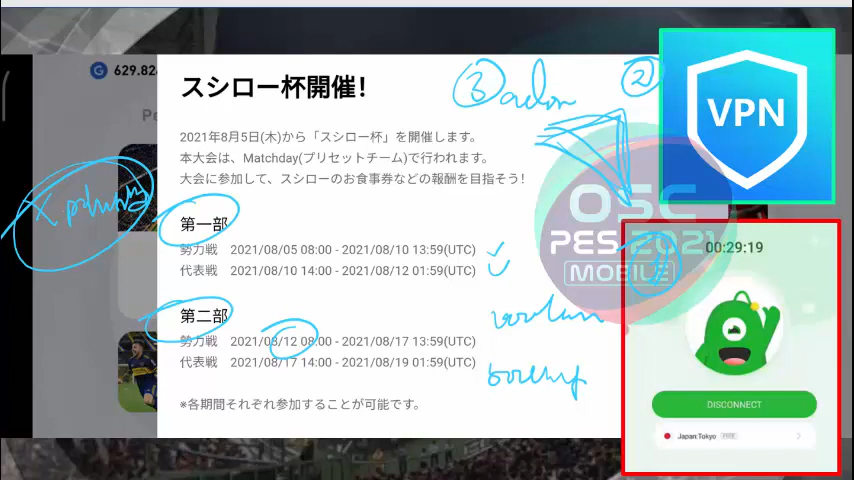 629.82
スシロー杯開催!
2021年8月5日(木)から「スシロー杯」を開催します。
本大会は、Matchday(プリセットチーム)で行われます。
大会に参加して、スシローのお食事券などの報酬を目指そう!
第一部
勢力戦 2021/08/05 08:00 - 2021/08/10 13:59(UTC)
代表戦 2021/08/10 14:00 - 2021/08/12 01:59(UTC)
第二部
勢力戦 2021/08/12 08:00 - 2021/08/17 13:59(UTC)
代表戦 2021/08/17 14:00 - 2021/08/19 01:59(UTC)
※各期間それぞれ参加することが可能です。
3
2
1
VPN
OSC
PES 2021
MOBILE
00:29:19
DISCONNECT
Japan:Tokyo FREE